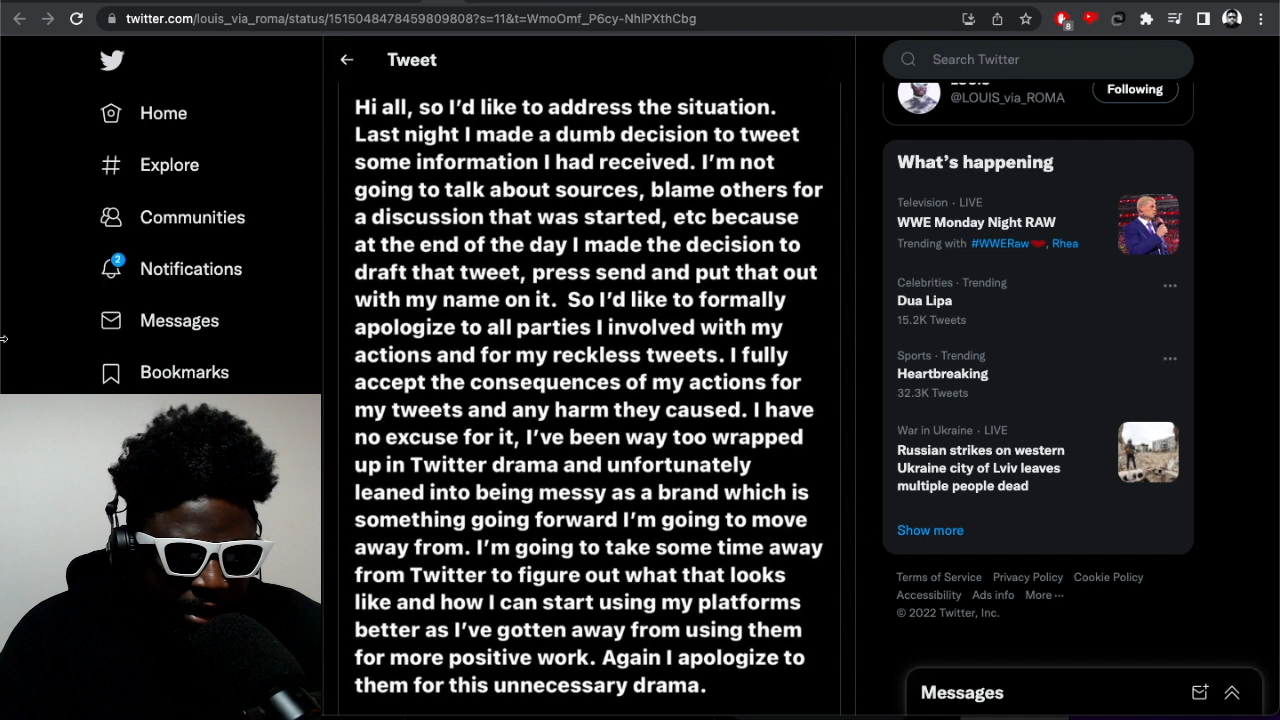 twitter.com/louis_via_roma/status/1515048478459809808?s=11&t=WmoOmf_P6cy-NhlPXthCbg
8
Home
Explore
Communities
2
Notifications
Messages
Bookmarks
Tweet
Hi all, so I’d like to address the situation.
Last night I made a dumb decision to tweet
some information I had received. I’m not
going to talk about sources, blame others for
a discussion that was started, etc because
at the end of the day I made the decision to
draft that tweet, press send and put that out
with my name on it. So I’d like to formally
apologize to all parties I involved with my
actions and for my reckless tweets. I fully
accept the consequences of my actions for
my tweets and any harm they caused. I have
no excuse for it, I’ve been way too wrapped
up in Twitter drama and unfortunately
leaned into being messy as a brand which is
something going forward I’m going to move
away from. I’m going to take some time away
from Twitter to figure out what that looks
like and how I can start using my platforms
better as I’ve gotten away from using them
for more positive work. Again I apologize to
them for this unnecessary drama.
Search Twitter
@LOUIS_via_ROMA
Following
What’s happening
Television · LIVE
WWE Monday Night RAW
Trending with #WWERaw, Rhea
Celebrities · Trending
Dua Lipa
15.2K Tweets
Sports · Trending
Heartbreaking
32.3K Tweets
War in Ukraine · LIVE
Russian strikes on western
Ukraine city of Lviv leaves
multiple people dead
Show more
Terms of Service Privacy Policy Cookie Policy
Accessibility Ads info More ···
© 2022 Twitter, Inc.
Messages